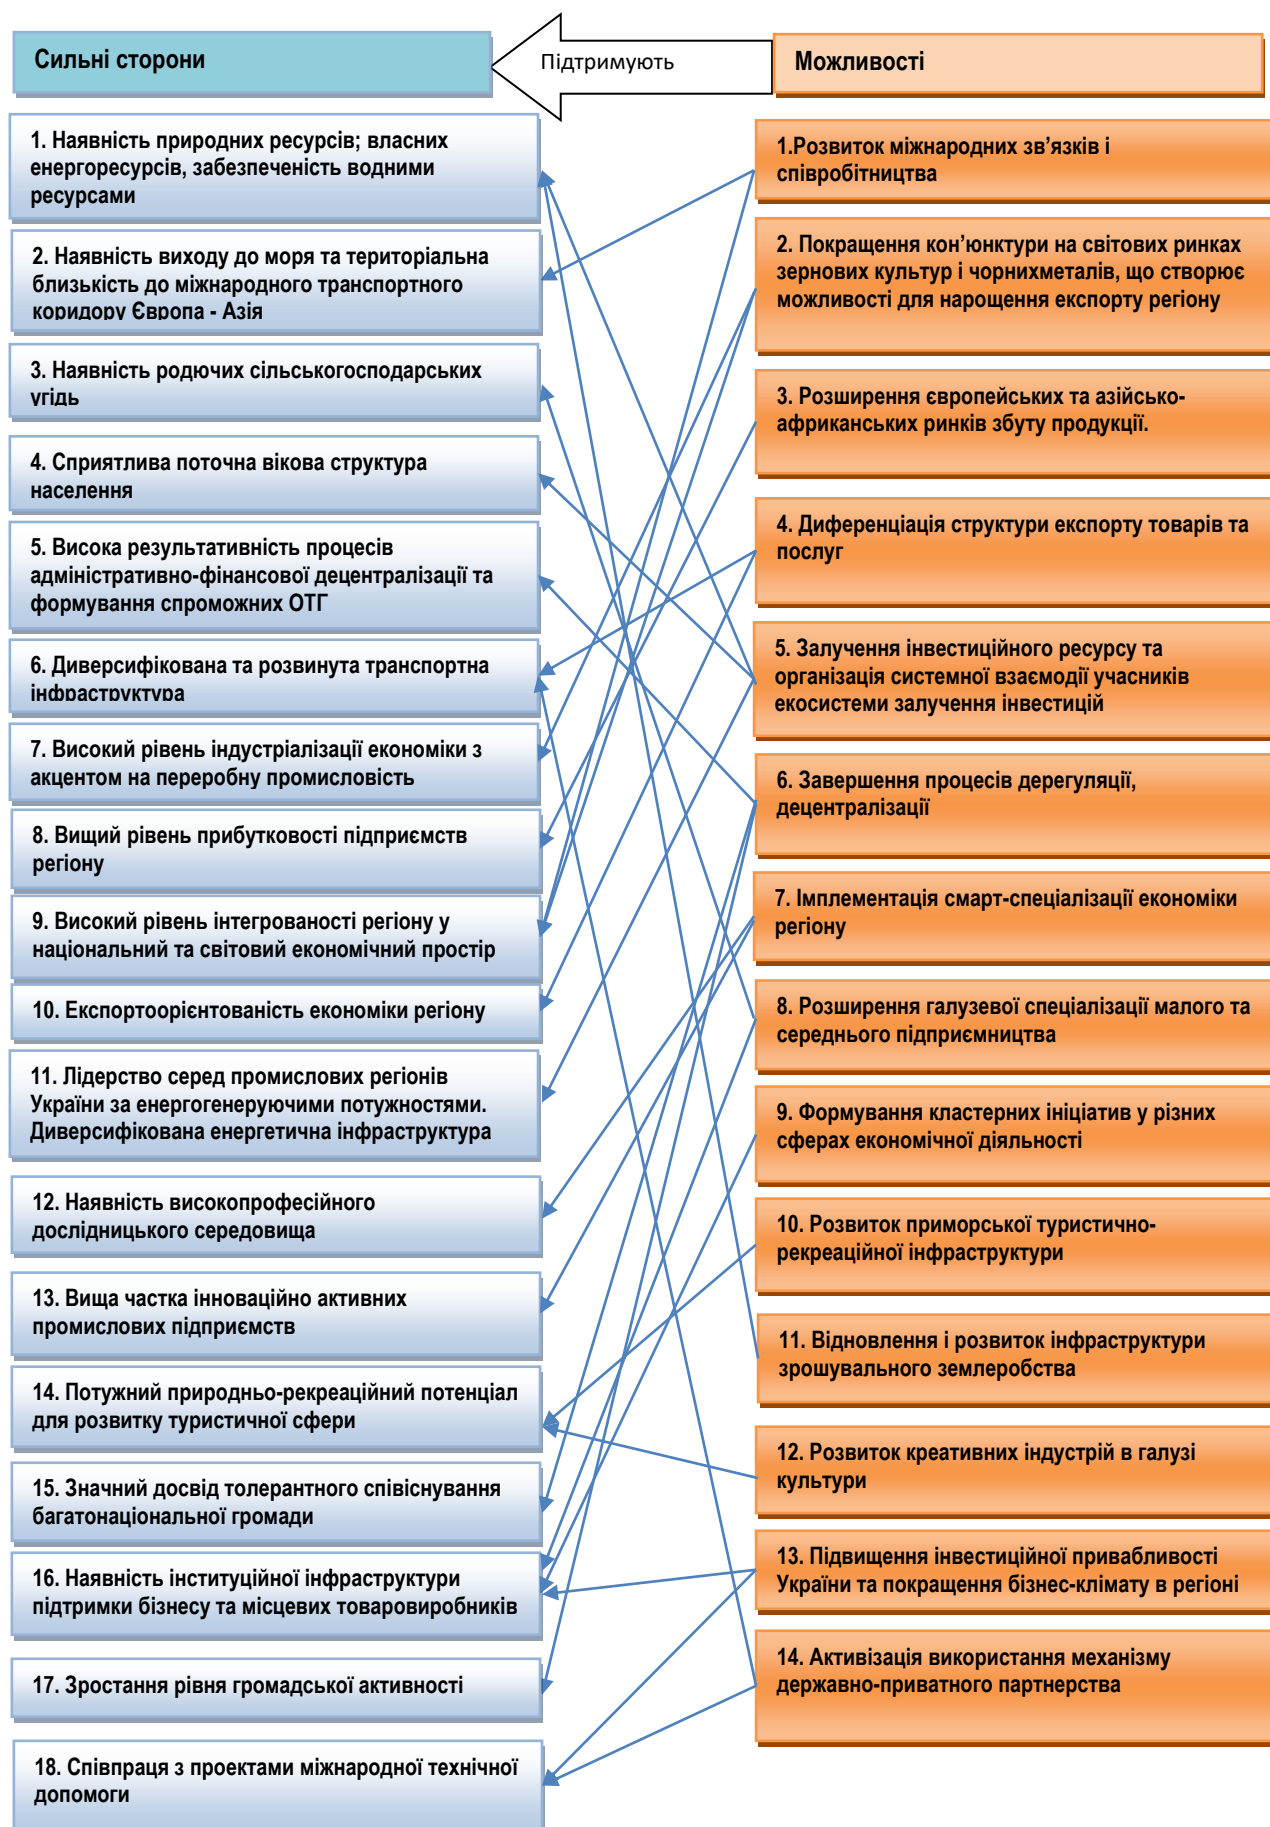 Сильні сторони
Підтримують
Можливості
1. Наявність природних ресурсів; власних
енергоресурсів, забезпеченість водними
ресурсами
2. Наявність виходу до моря та територіальна
близькість до міжнародного транспортного
коридору Європа - Азія
3. Наявність родючих сільськогосподарських
угідь
4. Сприятлива поточна вікова структура
населення
5. Висока результативність процесів
адміністративно-фінансової децентралізації та
формування спроможних ОТГ
6. Диверсифікована та розвинута транспортна
інфраструктура
7. Високий рівень індустріалізації економіки з
акцентом на переробну промисловість
8. Вищий рівень прибутковості підприємств
регіону
9. Високий рівень інтегрованості регіону у
національний та світовий економічний простір
10. Експортоорієнтованість економіки регіону
11. Лідерство серед промислових регіонів
України за енергогенеруючими потужностями.
Диверсифікована енергетична інфраструктура
12. Наявність високопрофесійного
дослідницького середовища
13. Вища частка інноваційно активних
промислових підприємств
14. Потужний природньо-рекреаційний потенціал
для розвитку туристичної сфери
15. Значний досвід толерантного співіснування
багатонаціональної громади
16. Наявність інституційної інфраструктури
підтримки бізнесу та місцевих товаровиробників
17. Зростання рівня громадської активності
18. Співпраця з проектами міжнародної технічної
допомоги
1.Розвиток міжнародних зв’язків і
співробітництва
2. Покращення кон’юнктури на світових ринках
зернових культур і чорнихметалів, що створює
можливості для нарощення експорту регіону
3. Розширення європейських та азійсько-
африканських ринків збуту продукції.
4. Диференціація структури експорту товарів та
послуг
5. Залучення інвестиційного ресурсу та
організація системної взаємодії учасників
екосистеми залучення інвестицій
6. Завершення процесів дерегуляції,
децентралізації
7. Імплементація смарт-спеціалізації економіки
регіону
8. Розширення галузевої спеціалізації малого та
середнього підприємництва
9. Формування кластерних ініціатив у різних
сферах економічної діяльності
10. Розвиток приморської туристично-
рекреаційної інфраструктури
11. Відновлення і розвиток інфраструктури
зрошувального землеробства
12. Розвиток креативних індустрій в галузі
культури
13. Підвищення інвестиційної привабливості
України та покращення бізнес-клімату в регіоні
14. Активізація використання механізму
державно-приватного партнерства